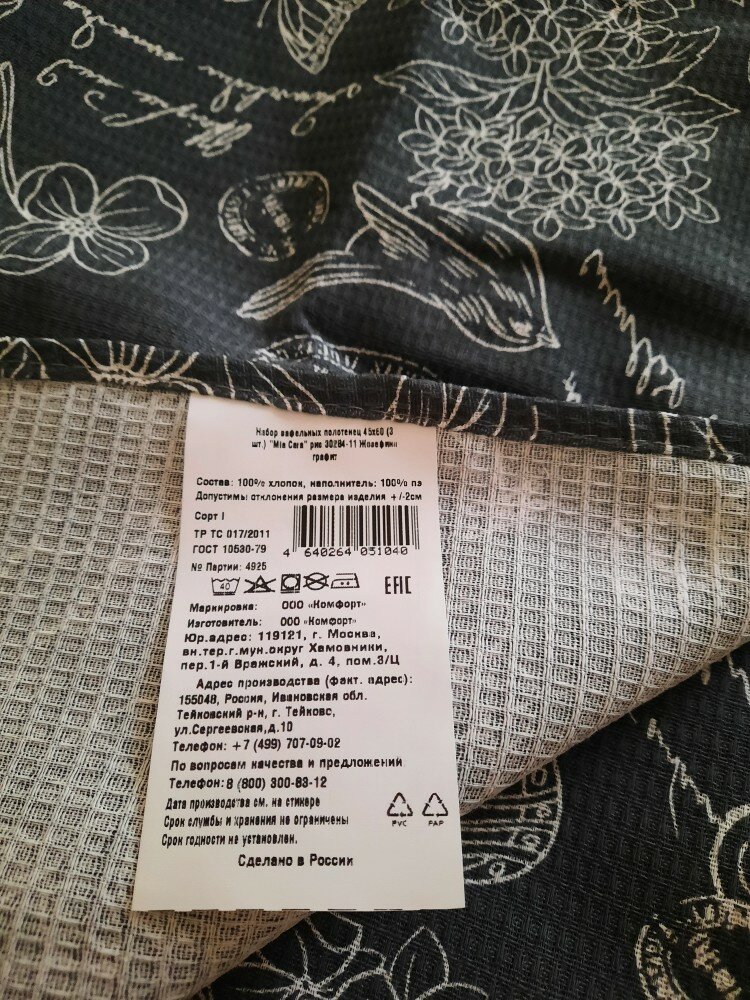 Набор вафельных полотенец 45х60 (3
шт.) "Mia Cara" рис 30284-11 Жозефина
графит
Состав: 100% хлопок, наполнитель: 100% пэ
Допустимы отклонения размера изделия +/-2см
Сорт I
ТР ТС 017/2011
ГОСТ 10530-79
4 640264 051040
№ Партии: 4925
40
EAC
Маркировка: ООО «Комфорт»
Изготовитель: ООО «Комфорт»
Юр.адрес: 119121, г. Москва,
вн.тер.г.мун.округ Хамовники,
пер.1-й Вражский, д. 4, пом.3/Ц
Адрес производства (факт. адрес):
155048, Россия, Ивановская обл.
Тейковский р-н, г. Тейково,
ул.Сергеевская,д.10
Телефон: +7 (499) 707-09-02
По вопросам качества и предложений
Телефон: 8 (800) 300-83-12
Дата производства см. на стикере
Срок службы и хранения не ограничены
Срок годности не установлен.
PVC PAP
Сделано в России